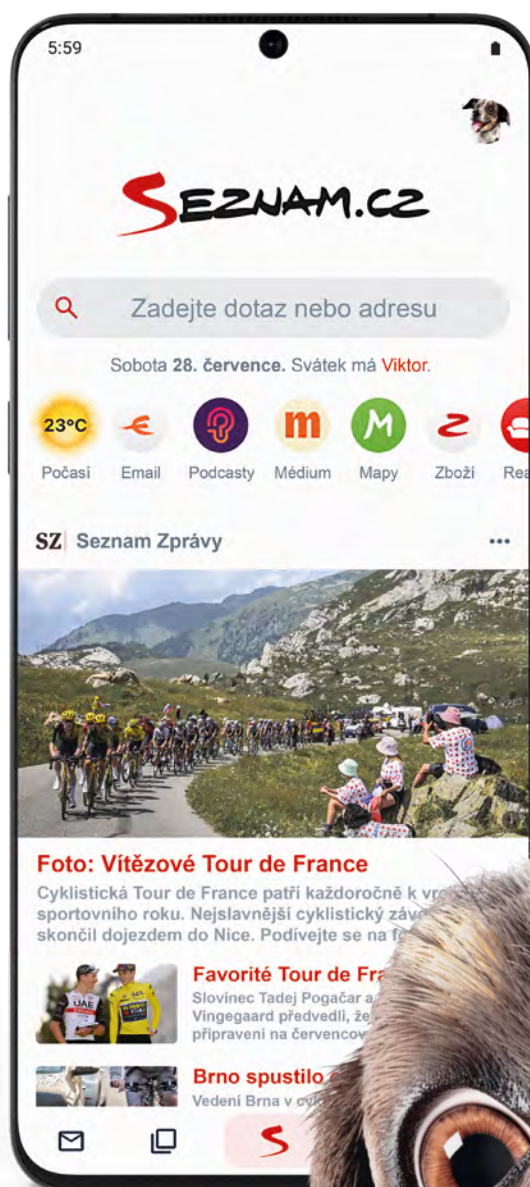 5:59
SEZNAM.CZ
Zadejte dotaz nebo adresu
Sobota 28. července. Svátek má Viktor.
23°C
Počasí Email Podcasty Médium Mapy Zboží
SZ Seznam Zprávy
Foto: Vítězové Tour de France
Cyklistická Tour de France patří každoročně k
sportovního roku. Nejslavnější cyklistický
skončil dojezdem do Nice. Podívejte se na
Favorité Tour de
Slovinec Tadej Pogačar a
Vingegaard předvedli, že
připraveni na
UAE
Brno spustilo
Vedení Brna v